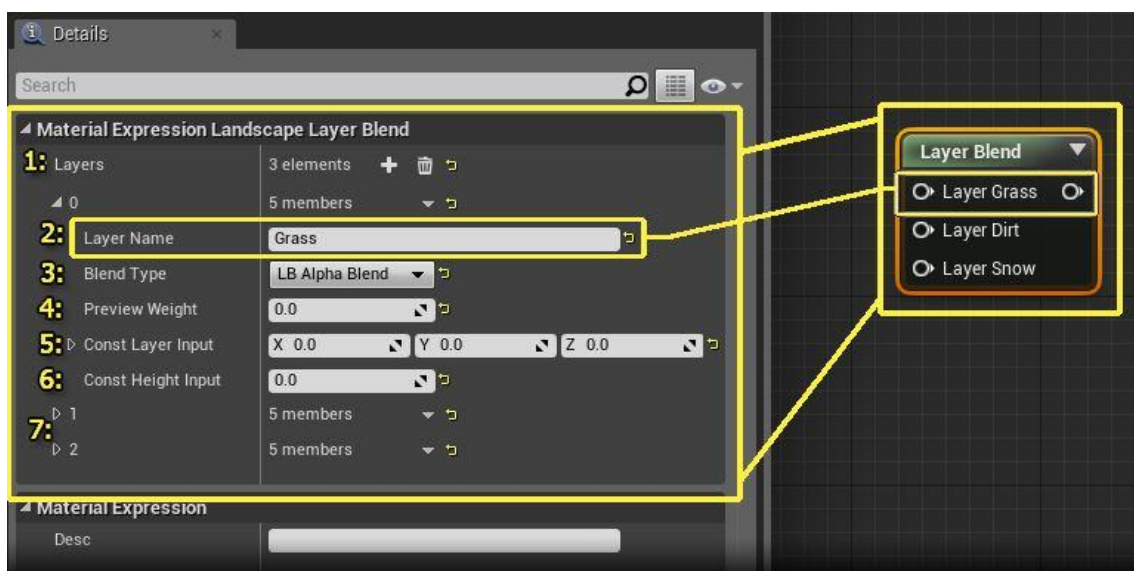 Details
Search
Material Expression Landscape Layer Blend
1: Layers 3 elements
0 5 members
2: Layer Name Grass
3: Blend Type LB Alpha Blend
4: Preview Weight 0.0
5: Const Layer Input X 0.0 Y 0.0 Z 0.0
6: Const Height Input 0.0
7: 1 5 members
2 5 members
Material Expression
Desc
Layer Blend
Layer Grass
Layer Dirt
Layer Snow